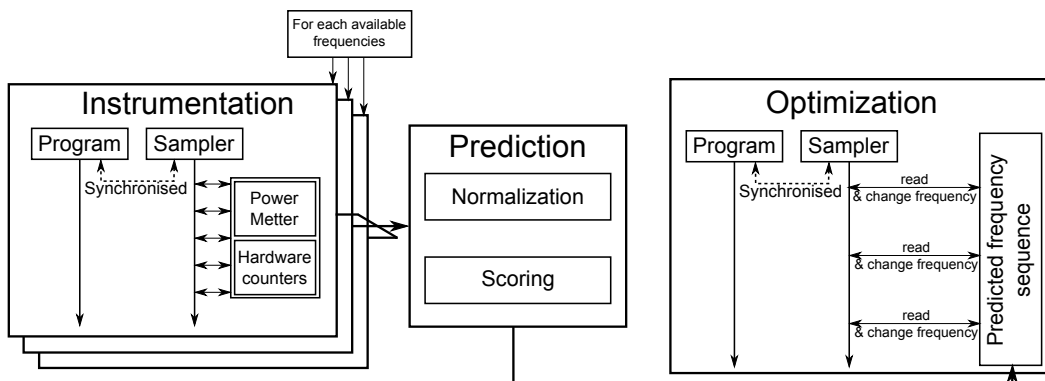 For each available
frequencies
Instrumentation
Program
Sampler
Synchronised
Power
Metter
Hardware
counters
Prediction
Normalization
Scoring
Optimization
Program
Sampler
Synchronised
read
& change frequency
read
& change frequency
read
& change frequency
Predicted frequency
sequence